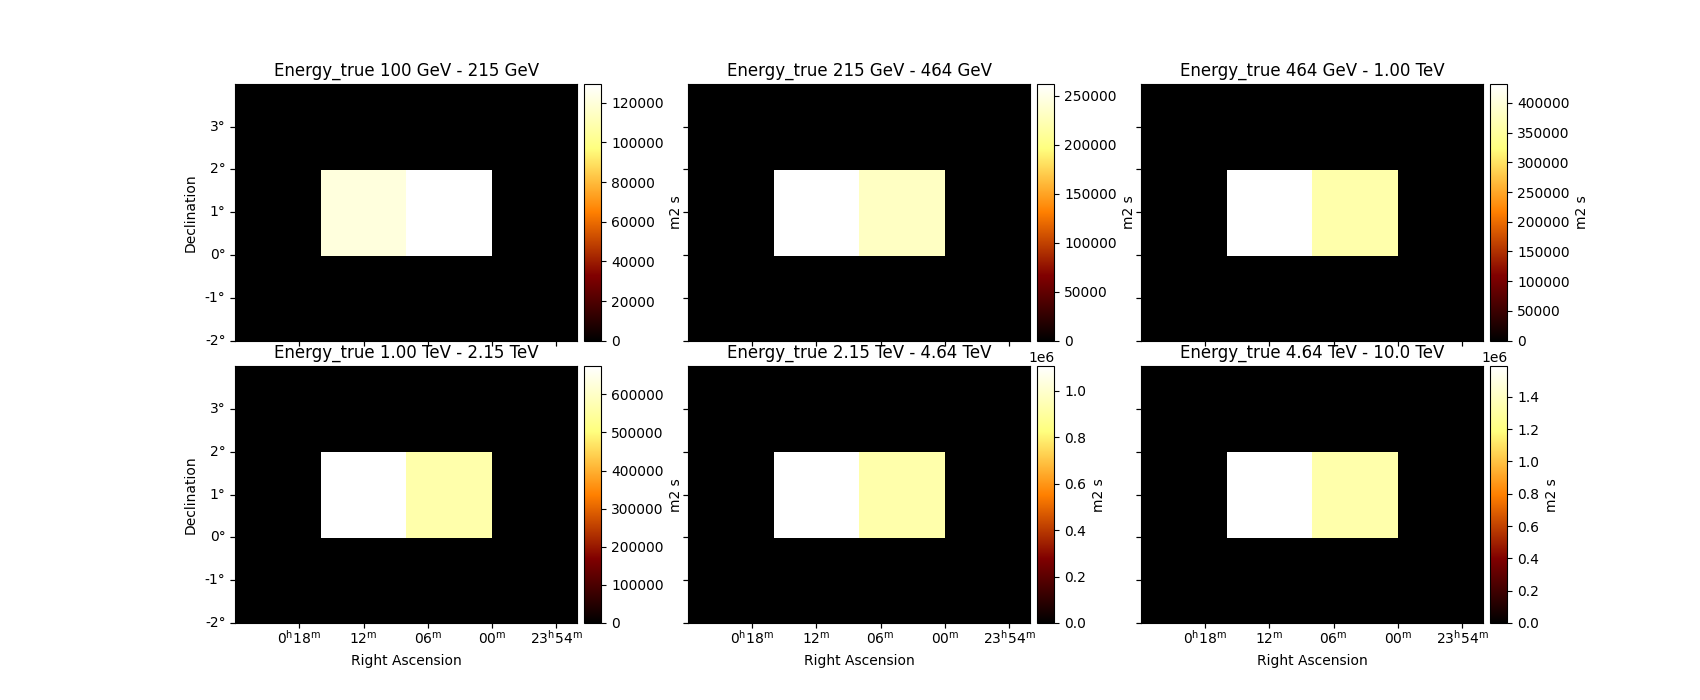 Energy_true 100 GeV - 215 GeV
Energy_true 215 GeV - 464 GeV
Energy_true 464 GeV - 1.00 TeV
Declination
3°
2°
1°
0°
-1°
-2°
120000
100000
80000
60000
40000
20000
0
m2 s
250000
200000
150000
100000
50000
0
m2 s
400000
350000
300000
250000
200000
150000
100000
50000
0
m2 s
Energy_true 1.00 TeV - 2.15 TeV
Energy_true 2.15 TeV - 4.64 TeV
1e6
Energy_true 4.64 TeV - 10.0 TeV
1e6
Declination
3°
2°
1°
0°
-1°
-2°
600000
500000
400000
300000
200000
100000
0
m2 s
1.0
0.8
0.6
0.4
0.2
0.0
m2 s
1.4
1.2
1.0
0.8
0.6
0.4
0.2
0.0
m2 s
0h18m 12m 06m 00m 23h54m
0h18m 12m 06m 00m 23h54m
0h18m 12m 06m 00m 23h54m
Right Ascension
Right Ascension
Right Ascension